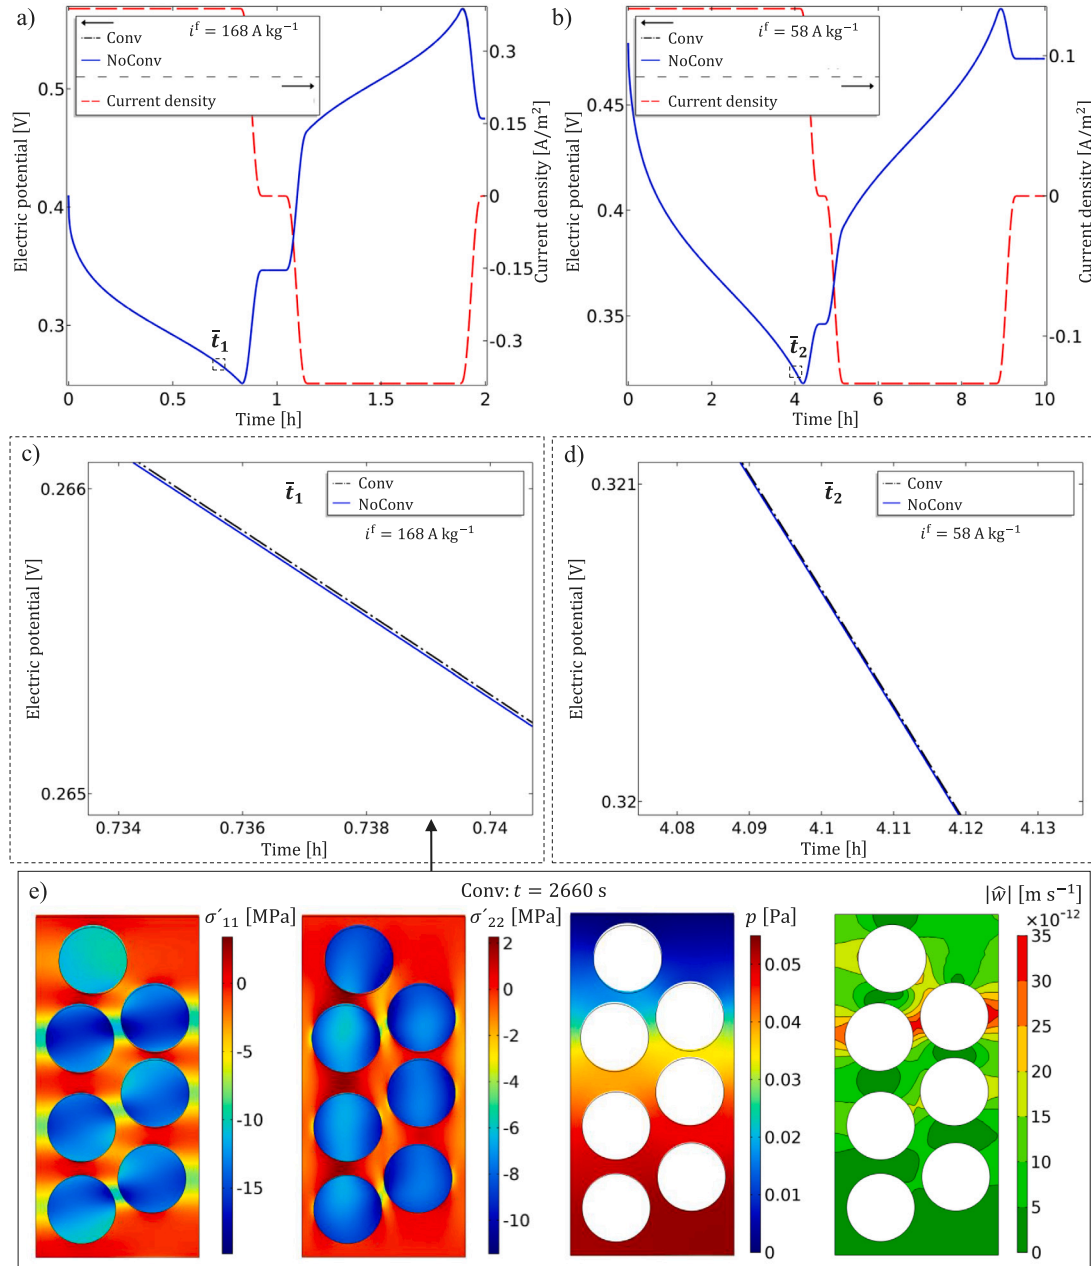 a)
i^f = 168 A kg⁻¹
Conv
NoConv
Current density
Electric potential [V]
0.5
0.4
0.3
Current density [A/m²]
0.3
0.15
0
-0.15
-0.3
t̄₁
0
0.5
1
1.5
2
Time [h]
b)
i^f = 58 A kg⁻¹
Conv
NoConv
Current density
Electric potential [V]
0.45
0.4
0.35
Current density [A/m²]
0.1
0
-0.1
t̄₂
0
2
4
6
8
10
Time [h]
c)
t̄₁
Conv
NoConv
i^f = 168 A kg⁻¹
Electric potential [V]
0.266
0.265
0.734
0.736
0.738
0.74
Time [h]
d)
t̄₂
Conv
NoConv
i^f = 58 A kg⁻¹
Electric potential [V]
0.321
0.32
4.08
4.09
4.1
4.11
4.12
4.13
Time [h]
e)
Conv: t = 2660 s
σ′₁₁ [MPa]
0
−5
−10
−15
σ′₂₂ [MPa]
2
0
−2
−4
−6
−8
−10
p [Pa]
0.05
0.04
0.03
0.02
0.01
0
|ŵ| [m s⁻¹]
×10⁻¹²
35
30
25
20
15
10
5
0